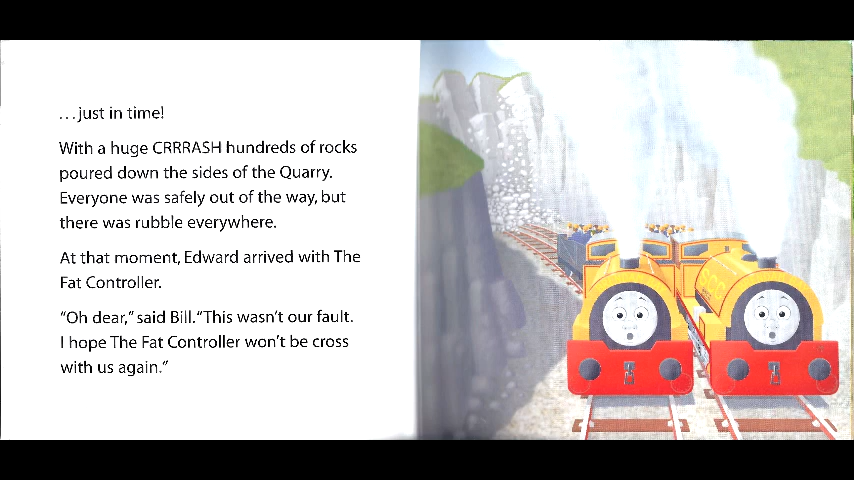 ...just in time!
With a huge CRRRASH hundreds of rocks
poured down the sides of the Quarry.
Everyone was safely out of the way, but
there was rubble everywhere.
At that moment, Edward arrived with The
Fat Controller.
“Oh dear,” said Bill. “This wasn’t our fault.
I hope The Fat Controller won’t be cross
with us again.”